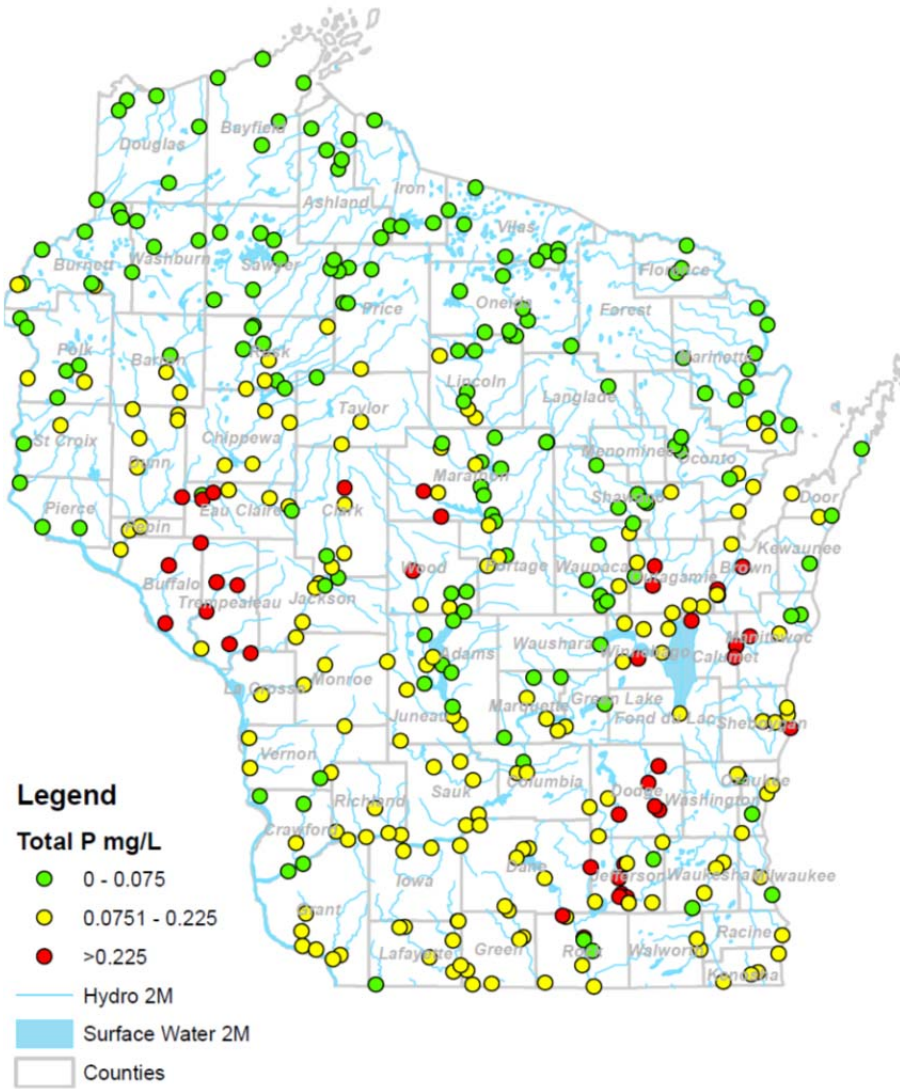 Bayfield
Douglas
Iron
Ashland
Vilas
Burnett
Washburn
Sawyer
Florence
Oneida
Price
Forest
Polk
Barron
Rusk
Marinette
Lincoln
Langlade
Taylor
St Croix
Chippewa
Menominee
Oconto
Dunn
Marathon
Shawano
Door
Pierce
Eau Claire
Clark
Pepin
Kewaunee
Wood
Portage
Waupaca
Outagamie
Brown
Buffalo
Trempealeau
Jackson
Waushara
Winnebago
Calumet
Manitowoc
Adams
Monroe
La Crosse
Green Lake
Marquette
Juneau
Fond du Lac
Sheboygan
Vernon
Columbia
Dodge
Ozaukee
Sauk
Richland
Washington
Crawford
Dane
Jefferson
Waukesha
Milwaukee
Iowa
Grant
Racine
Lafayette
Green
Rock
Walworth
Kenosha
Legend
Total P mg/L
0 - 0.075
0.0751 - 0.225
>0.225
Hydro 2M
Surface Water 2M
Counties